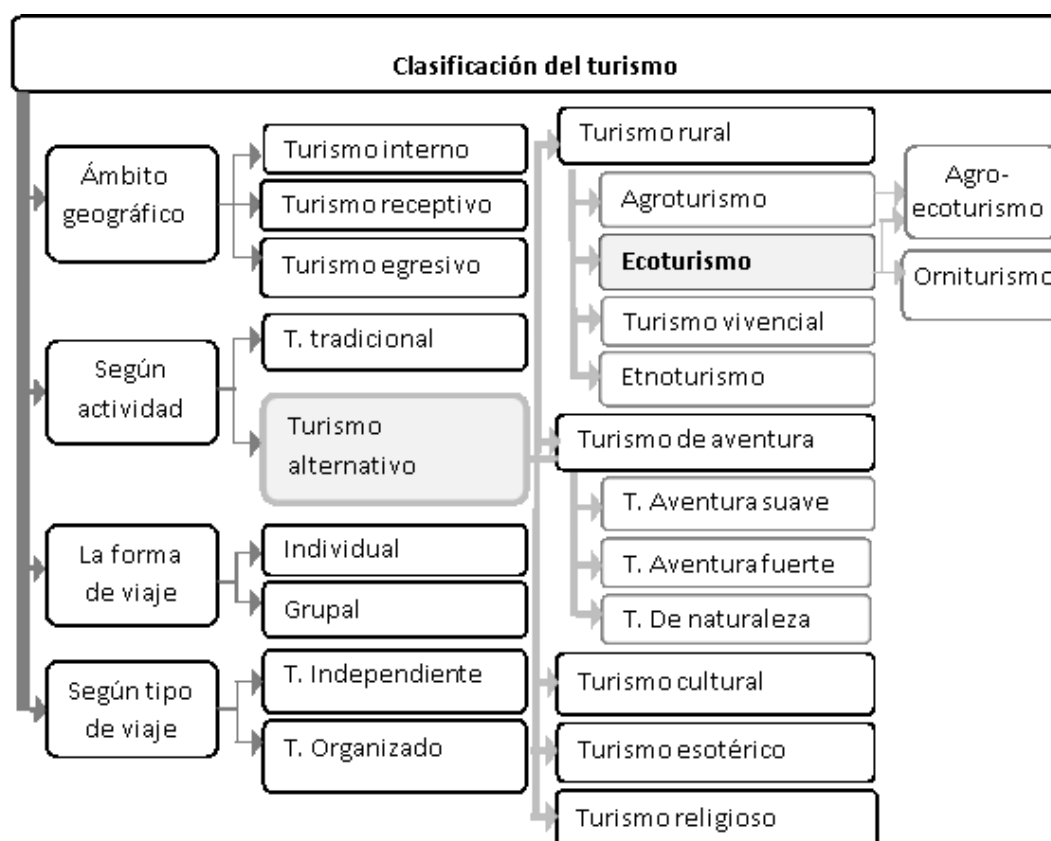 Clasificación del turismo
Ámbito
geográfico
Turismo interno
Turismo receptivo
Turismo egresivo
Según
actividad
T. tradicional
Turismo
alternativo
La forma
de viaje
Individual
Grupal
Según tipo
de viaje
T. Independiente
T. Organizado
Turismo rural
Agroturismo
Ecoturismo
Turismo vivencial
Etnoturismo
Agro-
ecoturismo
Orniturismo
Turismo de aventura
T. Aventura suave
T. Aventura fuerte
T. De naturaleza
Turismo cultural
Turismo esotérico
Turismo religioso